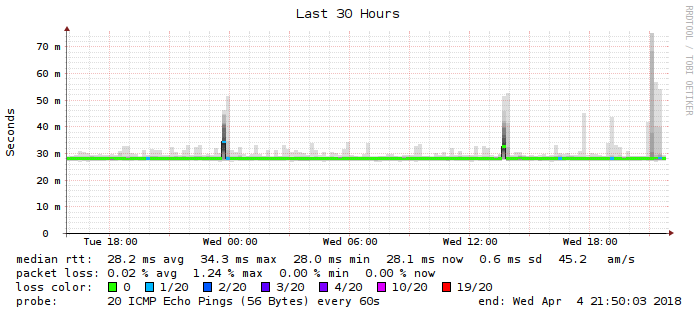 Last 30 Hours
RRDTOOL / TOBI OETIKER
Seconds
70 m
60 m
50 m
40 m
30 m
20 m
10 m
0
Tue 18:00 Wed 00:00 Wed 06:00 Wed 12:00 Wed 18:00
median rtt: 28.2 ms avg 34.3 ms max 28.0 ms min 28.1 ms now 0.6 ms sd 45.2 am/s
packet loss: 0.02 % avg 1.24 % max 0.00 % min 0.00 % now
loss color: 0 1/20 2/20 3/20 4/20 10/20 19/20
probe: 20 ICMP Echo Pings (56 Bytes) every 60s end: Wed Apr 4 21:50:03 2018